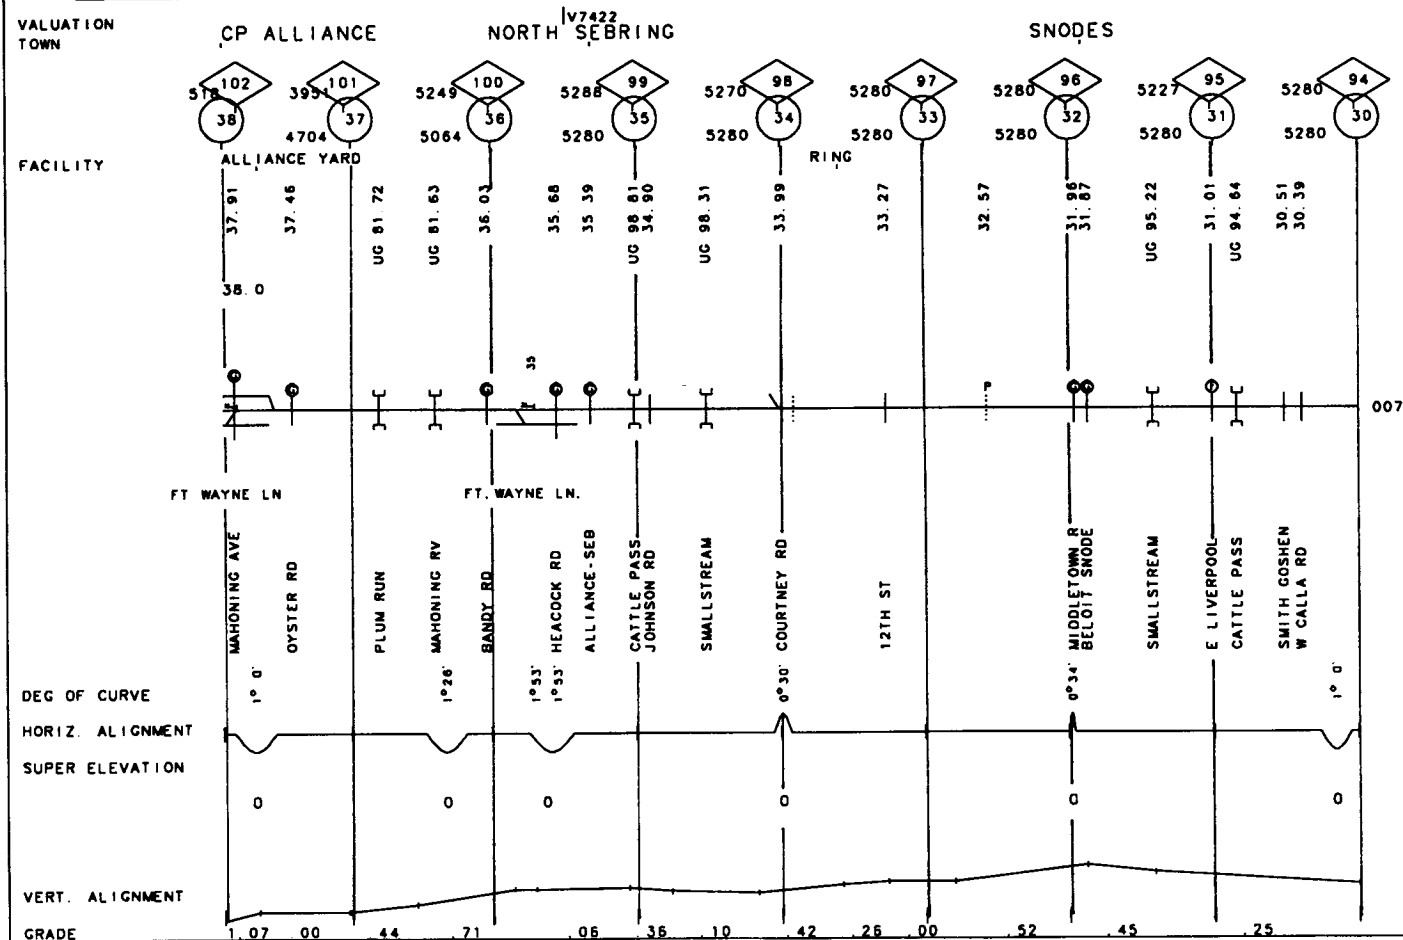 VALUATION
V7422
TOWN CP ALLIANCE NORTH SEBRING SNODES
102 101 100 99 98 97 96 95 94
518 3951 5249 5288 5270 5280 5280 5227 5280
38 37 36 35 34 33 32 31 30
4704 5064 5280 5280 5280 5280 5280 5280
FACILITY ALLIANCE YARD RING
37.91 37.46 UG 81.72 UG 81.63 36.03 35.68 35 39 UG 98 81 34.90 UG 98.31 33.99 33.27 32.57 31.96 31.87 UG 95.22 31.01 UG 94.64 30.51 30.39
38.0
35
P
007
FT WAYNE LN FT. WAYNE LN.
MAHONING AVE OYSTER RD PLUM RUN MAHONING RV BANDY RD HEACOCK RD ALLIANCE-SEB CATTLE PASS JOHNSON RD SMALLSTREAM COURTNEY RD 12TH ST MIDDLETOWN R BELOIT SNODE SMALLSTREAM E LIVERPOOL CATTLE PASS SMITH GOSHEN W CALLA RD
DEG OF CURVE 1° 0' 1°26' 1°53' 1°53' 0°30' 0°34' 1° 0'
HORIZ. ALIGNMENT
SUPER ELEVATION
0 0 0 0 0 0
VERT. ALIGNMENT
GRADE 1.07 00 .44 .71 .06 .36 .10 .42 .26 .00 .52 .45 .25